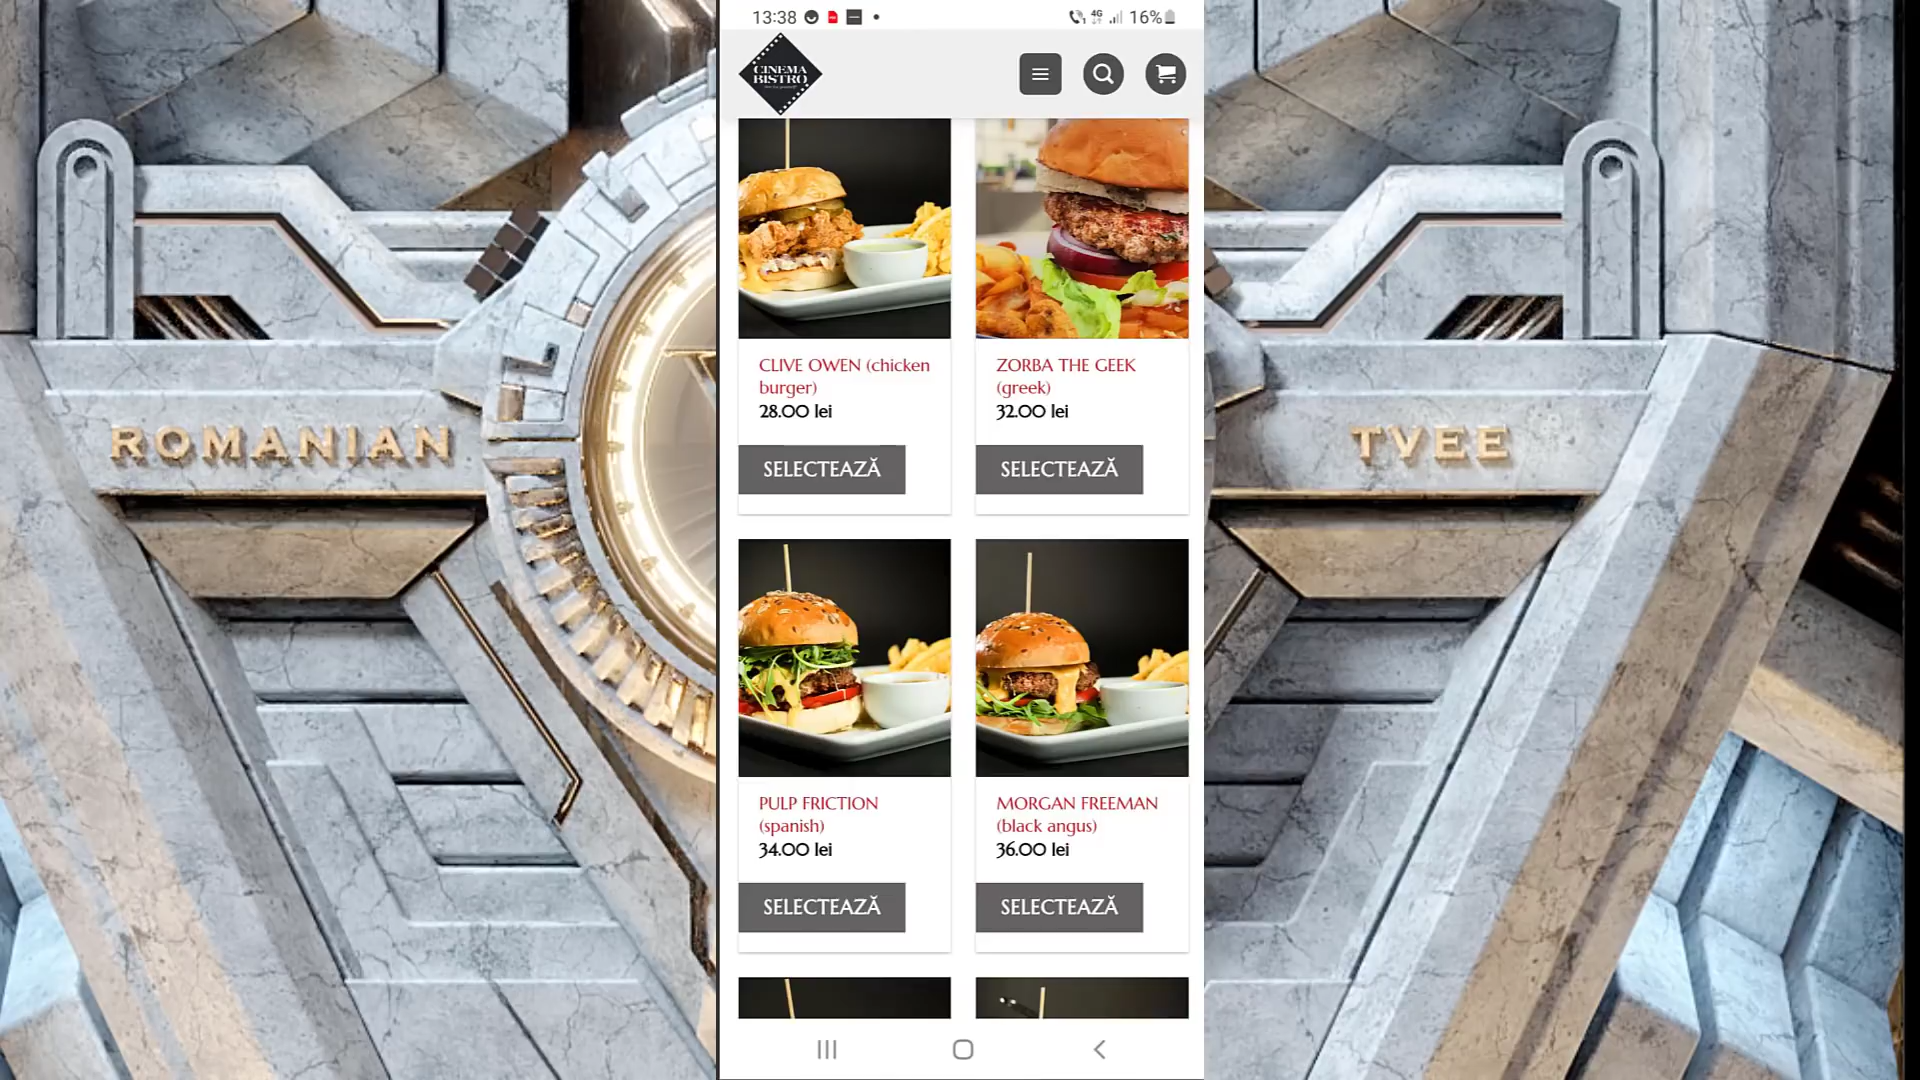 13:38
4G
16%
CINEMA
BISTRO
CLIVE OWEN (chicken
burger)
28.00 lei
SELECTEAZĂ
ZORBA THE GEEK
(greek)
32.00 lei
SELECTEAZĂ
ROMANIAN
TVEE
PULP FRICTION
(spanish)
34.00 lei
SELECTEAZĂ
MORGAN FREEMAN
(black angus)
36.00 lei
SELECTEAZĂ